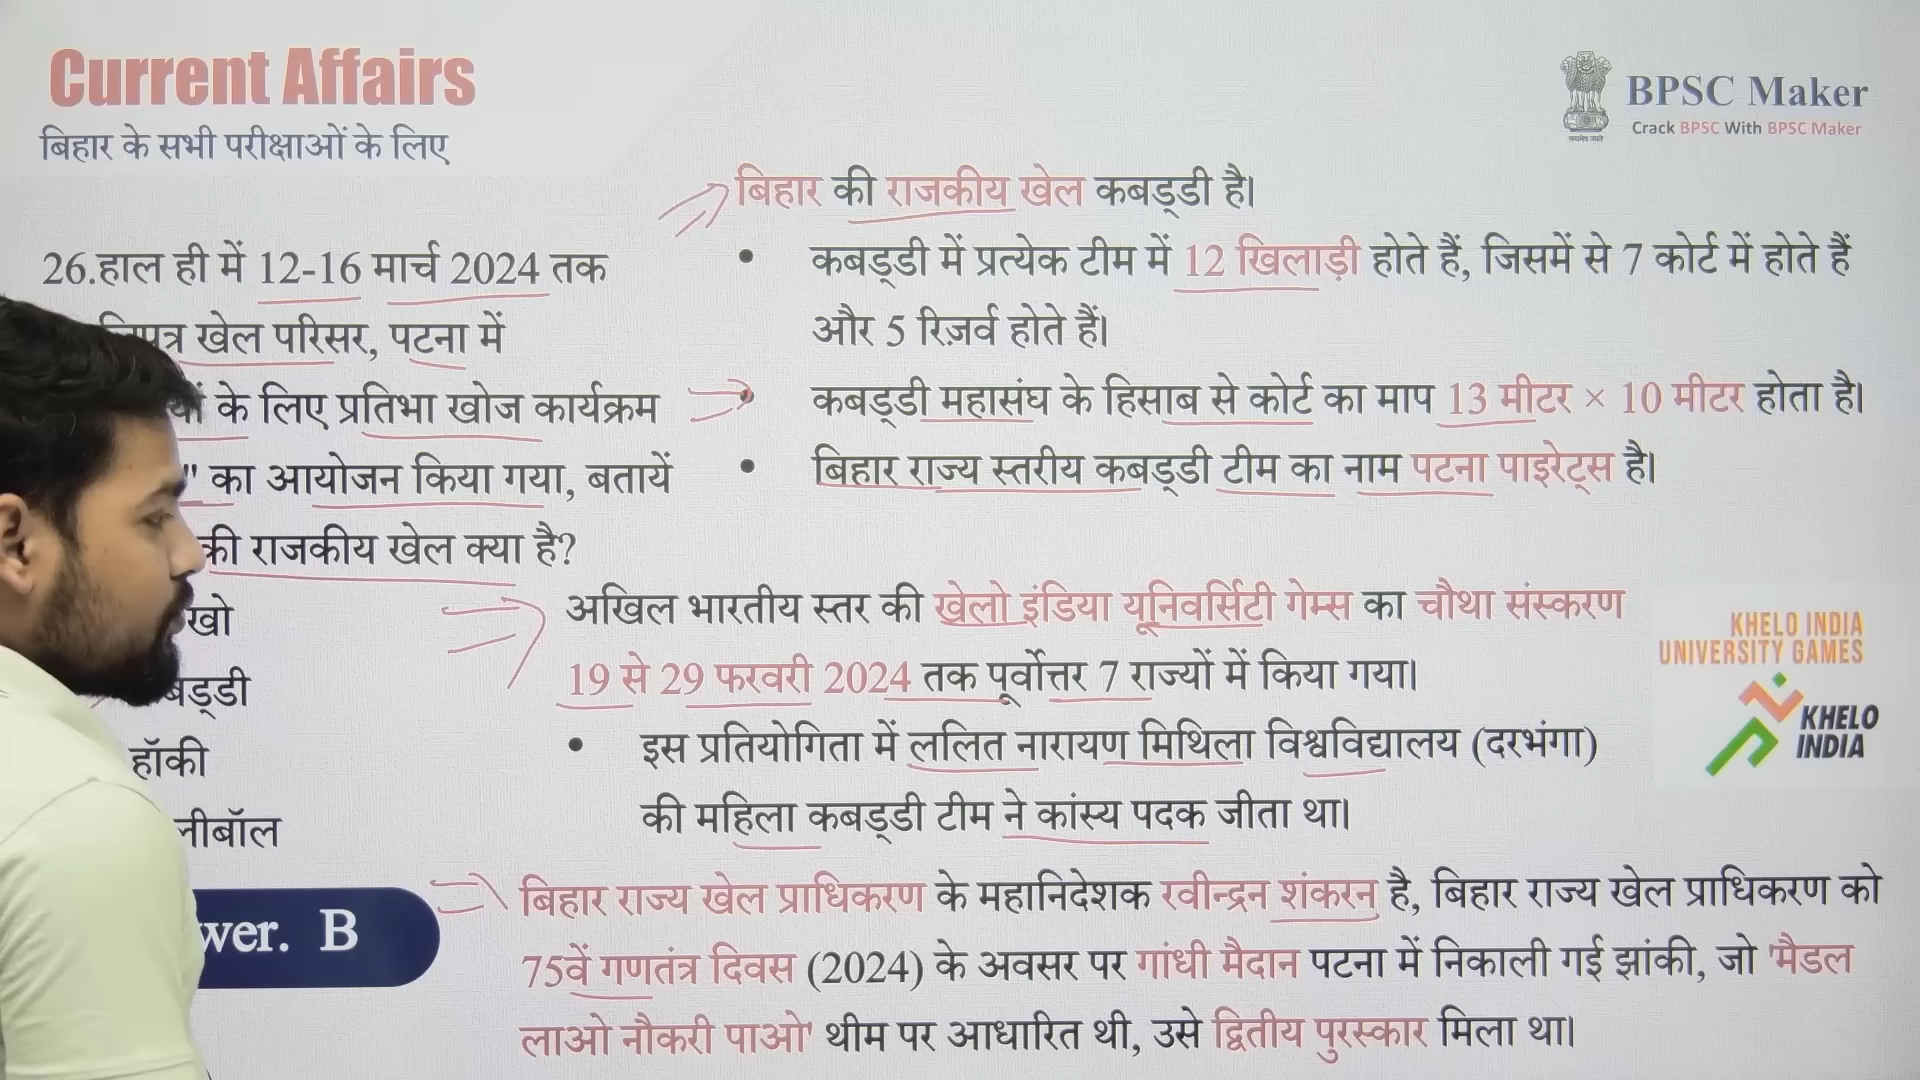 Current Affairs
बिहार के सभी परीक्षाओं के लिए
BPSC Maker
Crack BPSC With BPSC Maker
26.हाल ही में 12-16 मार्च 2024 तक
खेल परिसर, पटना में
के लिए प्रतिभा खोज कार्यक्रम
" का आयोजन किया गया, बतायें
की राजकीय खेल क्या है?
खो
बड्डी
हॉकी
लीबॉल
wer. B
बिहार की राजकीय खेल कबड्डी है।
• कबड्डी में प्रत्येक टीम में 12 खिलाड़ी होते हैं, जिसमें से 7 कोर्ट में होते हैं
और 5 रिज़र्व होते हैं।
कबड्डी महासंघ के हिसाब से कोर्ट का माप 13 मीटर × 10 मीटर होता है।
• बिहार राज्य स्तरीय कबड्डी टीम का नाम पटना पाइरेट्स है।
अखिल भारतीय स्तर की खेलो इंडिया यूनिवर्सिटी गेम्स का चौथा संस्करण
19 से 29 फरवरी 2024 तक पूर्वोत्तर 7 राज्यों में किया गया।
• इस प्रतियोगिता में ललित नारायण मिथिला विश्वविद्यालय (दरभंगा)
की महिला कबड्डी टीम ने कांस्य पदक जीता था।
KHELO INDIA
UNIVERSITY GAMES
KHELO
INDIA
बिहार राज्य खेल प्राधिकरण के महानिदेशक रवीन्द्रन शंकरन है, बिहार राज्य खेल प्राधिकरण को
75वें गणतंत्र दिवस (2024) के अवसर पर गांधी मैदान पटना में निकाली गई झांकी, जो 'मैडल
लाओ नौकरी पाओ' थीम पर आधारित थी, उसे द्वितीय पुरस्कार मिला था।